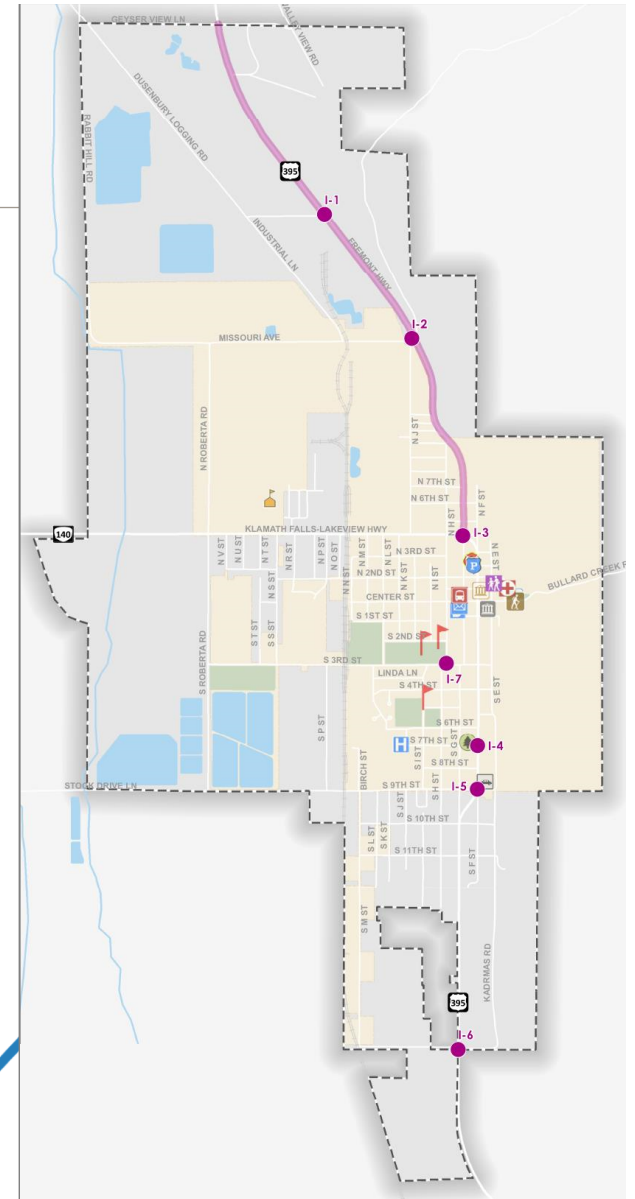 GEYSER VIEW LN
VALLEY VIEW RD
DUSENBURY LOGGING RD
RABBIT HILL RD
395
I-1
INDUSTRIAL LN
FREMONT HWY
I-2
MISSOURI AVE
N ROBERTA RD
N J ST
N 7TH ST
N 6TH ST
N H ST
N F ST
140
KLAMATH FALLS-LAKEVIEW HWY
I-3
N V ST
N U ST
N T ST
N S ST
N R ST
N P ST
N O ST
N N ST
N M ST
N L ST
N K ST
N I ST
N E ST
N 3RD ST
N 2ND ST
P
CENTER ST
BULLARD CREEK R
S 1ST ST
S T ST
S S ST
S 2ND S
S 3RD ST
I-7
LINDA LN
S 4TH ST
S ROBERTA RD
S P ST
S E ST
S 6TH ST
H
S 7TH ST
I-4
S G ST
S 8TH ST
S I ST
BIRCH ST
STOCK DRIVE LN
S 9TH ST
S H ST
I-5
S J ST
S 10TH ST
S L ST
S K ST
S 11TH ST
S F ST
S M ST
KADRMAS RD
395
I-6